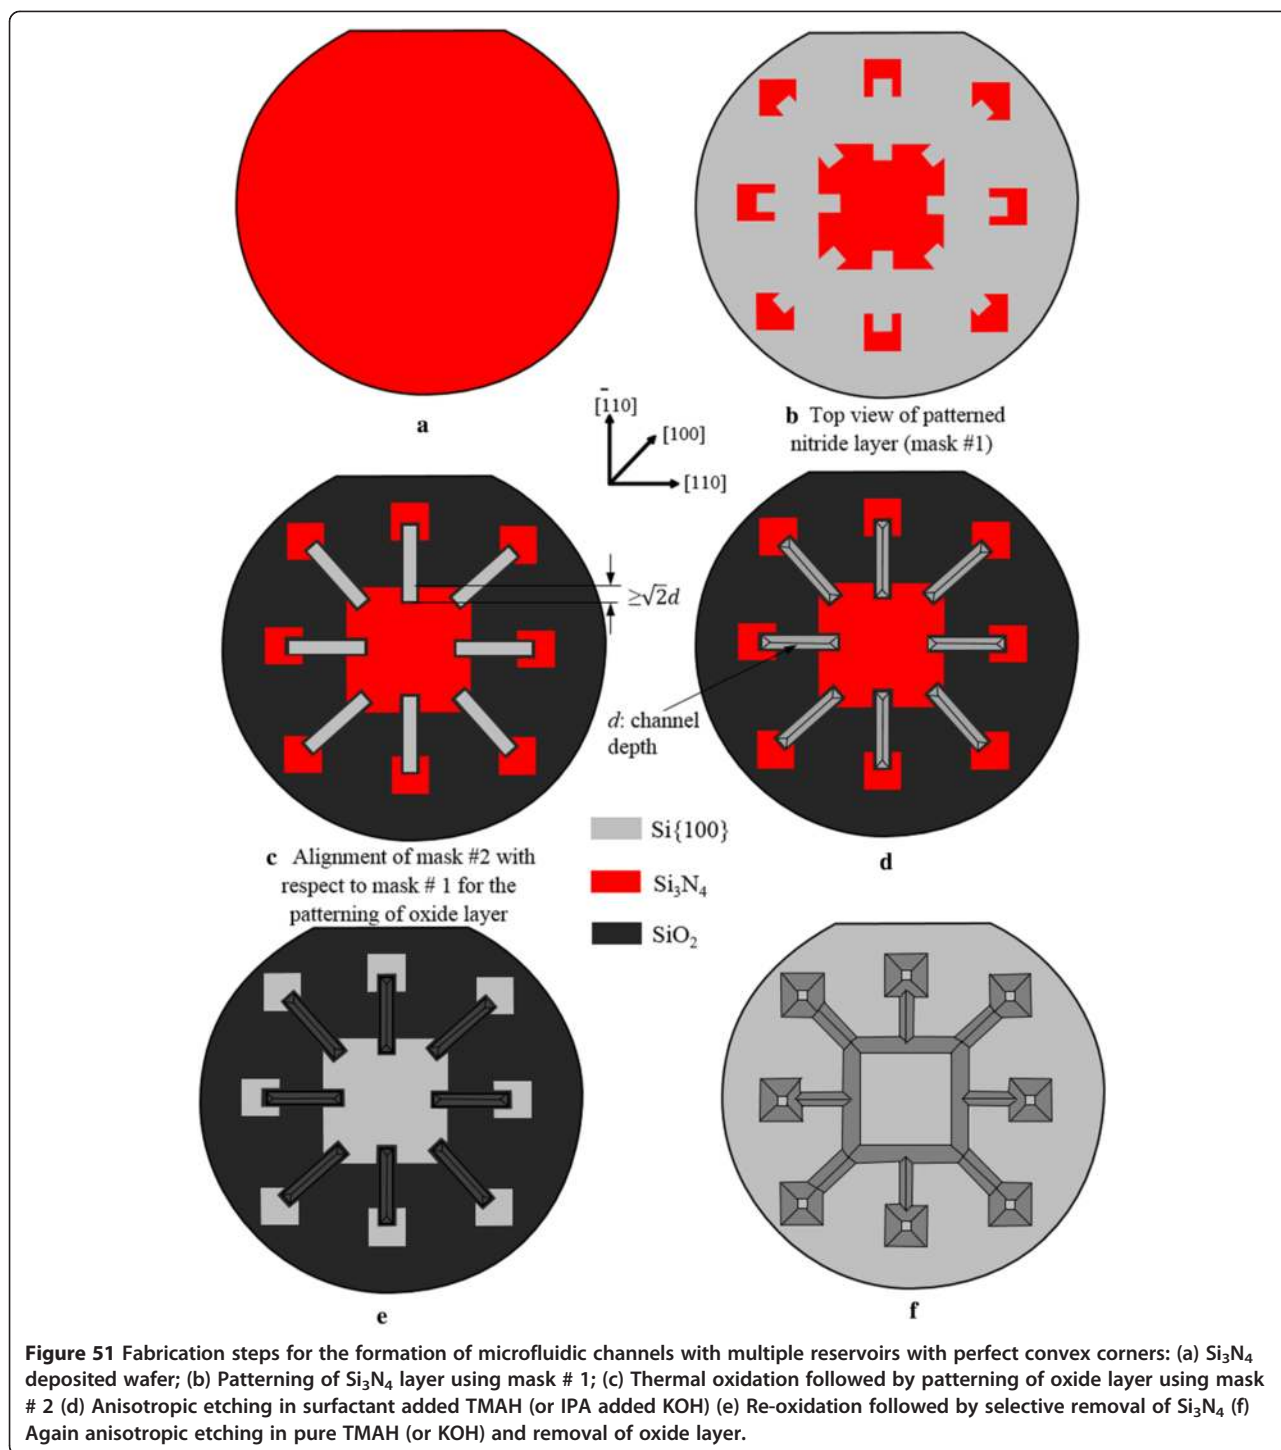 a
b Top view of patterned
nitride layer (mask #1)
[1̄10]
[100]
[110]
≥√2d
d: channel
depth
c Alignment of mask #2 with
respect to mask # 1 for the
patterning of oxide layer
d
Si{100}
Si₃N₄
SiO₂
e
f
Figure 51 Fabrication steps for the formation of microfluidic channels with multiple reservoirs with perfect convex corners: (a) Si₃N₄
deposited wafer; (b) Patterning of Si₃N₄ layer using mask # 1; (c) Thermal oxidation followed by patterning of oxide layer using mask
# 2 (d) Anisotropic etching in surfactant added TMAH (or IPA added KOH) (e) Re-oxidation followed by selective removal of Si₃N₄ (f)
Again anisotropic etching in pure TMAH (or KOH) and removal of oxide layer.